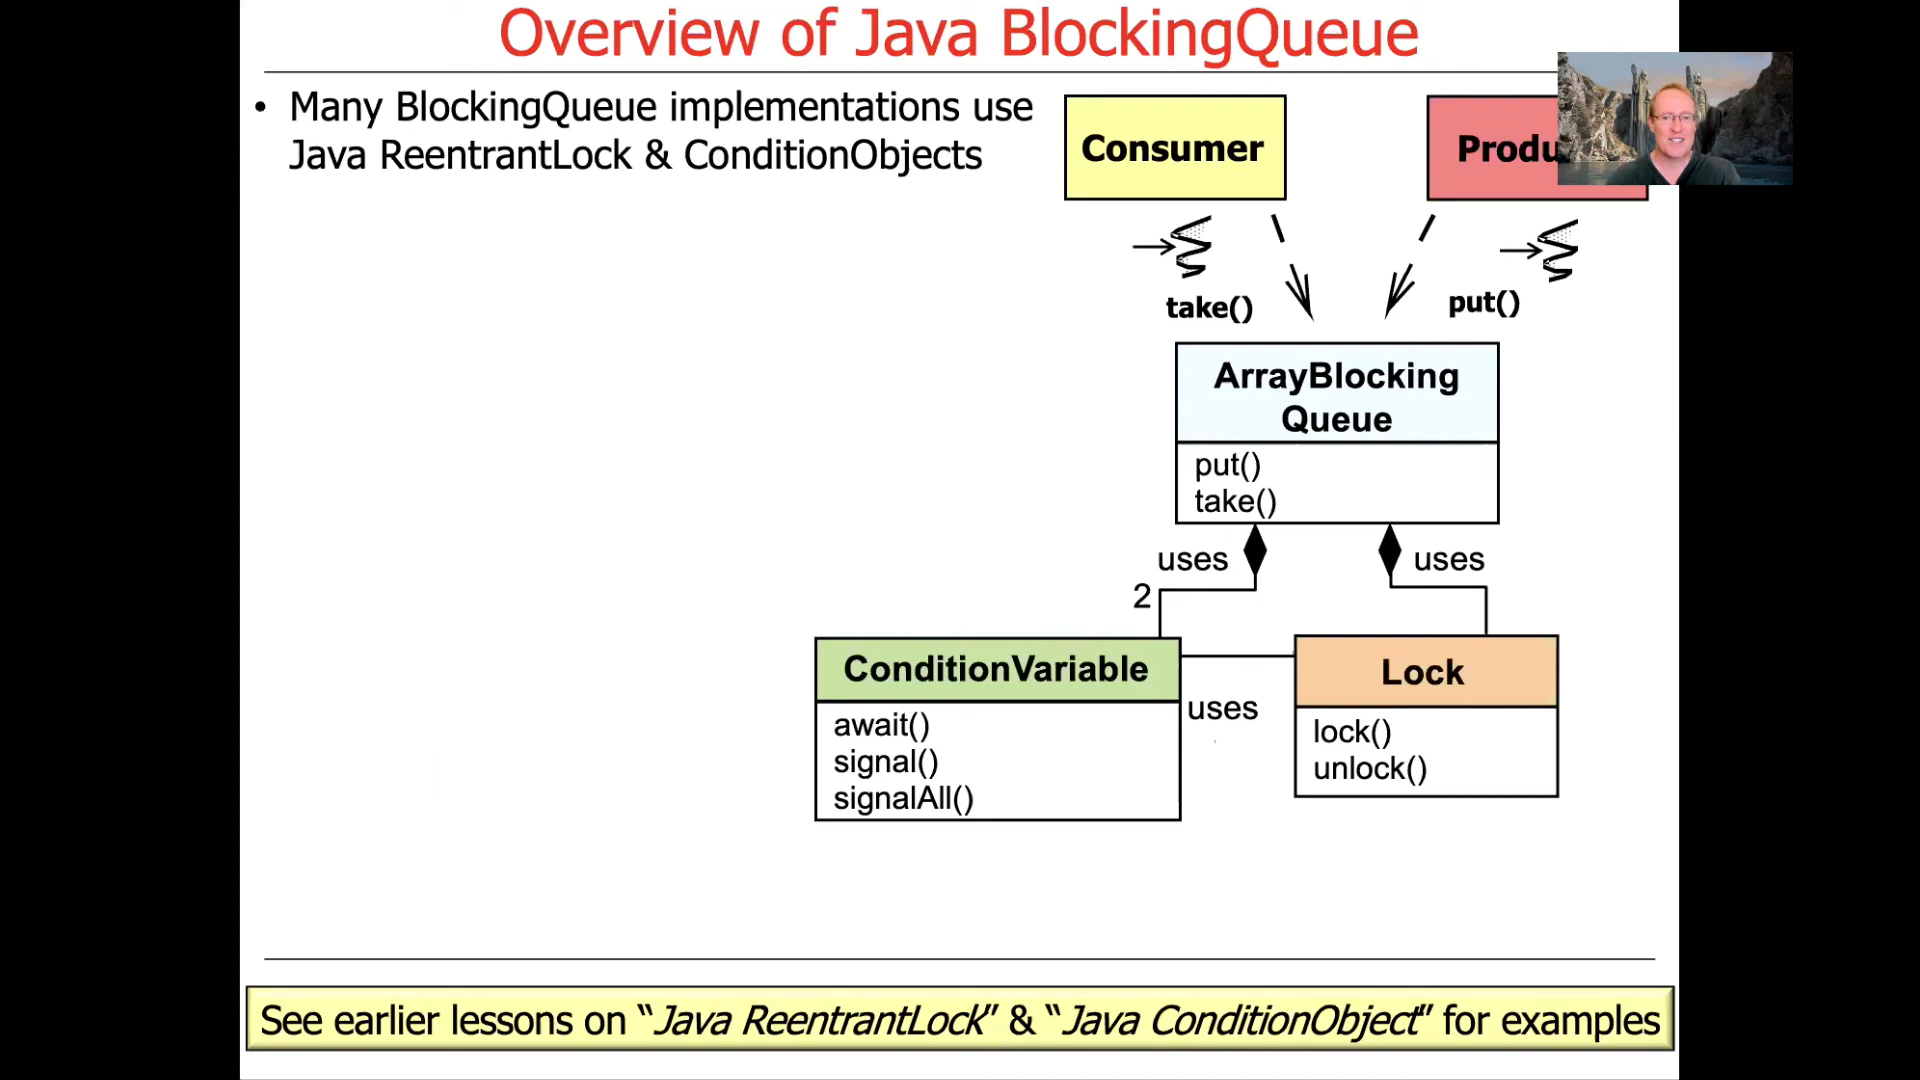 Overview of Java BlockingQueue
• Many BlockingQueue implementations use
Java ReentrantLock & ConditionObjects
Consumer
Produ
take()
put()
ArrayBlocking
Queue
put()
take()
uses
uses
2
ConditionVariable
await()
signal()
signalAll()
uses
Lock
lock()
unlock()
See earlier lessons on “Java ReentrantLock” & “Java ConditionObject” for examples